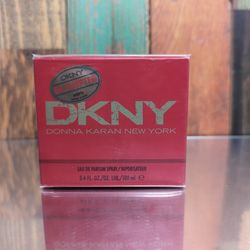 DKNY
DKNY
DONNA KARAN NEW YORK
EAU DE PARFUM SPRAY/VAPORISATEUR
3.4 FL.OZ./OZ. LIQ./100 ml ℮